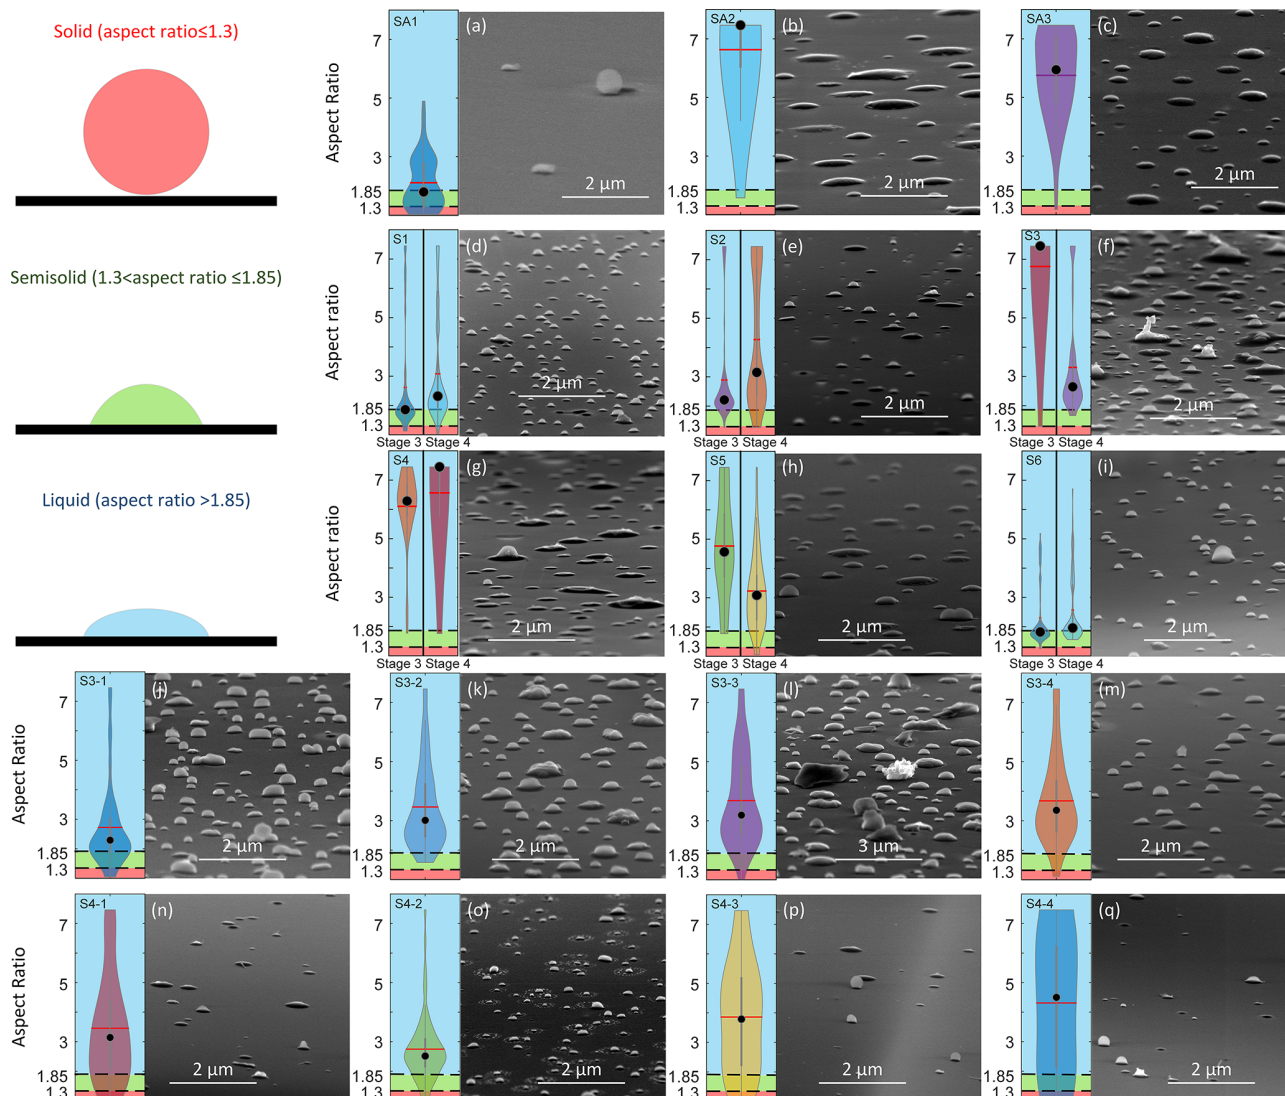 Solid (aspect ratio≤1.3)
Semisolid (1.3<aspect ratio ≤1.85)
Liquid (aspect ratio >1.85)
Aspect Ratio
7
5
3
1.85
1.3
SA1
(a)
2 µm
7
5
3
1.85
1.3
SA2
(b)
2 µm
7
5
3
1.85
1.3
SA3
(c)
2 µm
Aspect ratio
7
5
3
1.85
1.3
S1
(d)
2 µm
Stage 3 Stage 4
7
5
3
1.85
1.3
S2
(e)
2 µm
Stage 3 Stage 4
7
5
3
1.85
1.3
S3
(f)
2 µm
Stage 3 Stage 4
Aspect ratio
7
5
3
1.85
1.3
S4
(g)
2 µm
Stage 3 Stage 4
7
5
3
1.85
1.3
S5
(h)
2 µm
Stage 3 Stage 4
7
5
3
1.85
1.3
S6
(i)
2 µm
Stage 3 Stage 4
Aspect Ratio
7
5
3
1.85
1.3
S3-1
(j)
2 µm
7
5
3
1.85
1.3
S3-2
(k)
2 µm
7
5
3
1.85
1.3
S3-3
(l)
3 µm
7
5
3
1.85
1.3
S3-4
(m)
2 µm
Aspect Ratio
7
5
3
1.85
1.3
S4-1
(n)
2 µm
7
5
3
1.85
1.3
S4-2
(o)
2 µm
7
5
3
1.85
1.3
S4-3
(p)
2 µm
7
5
3
1.85
1.3
S4-4
(q)
2 µm